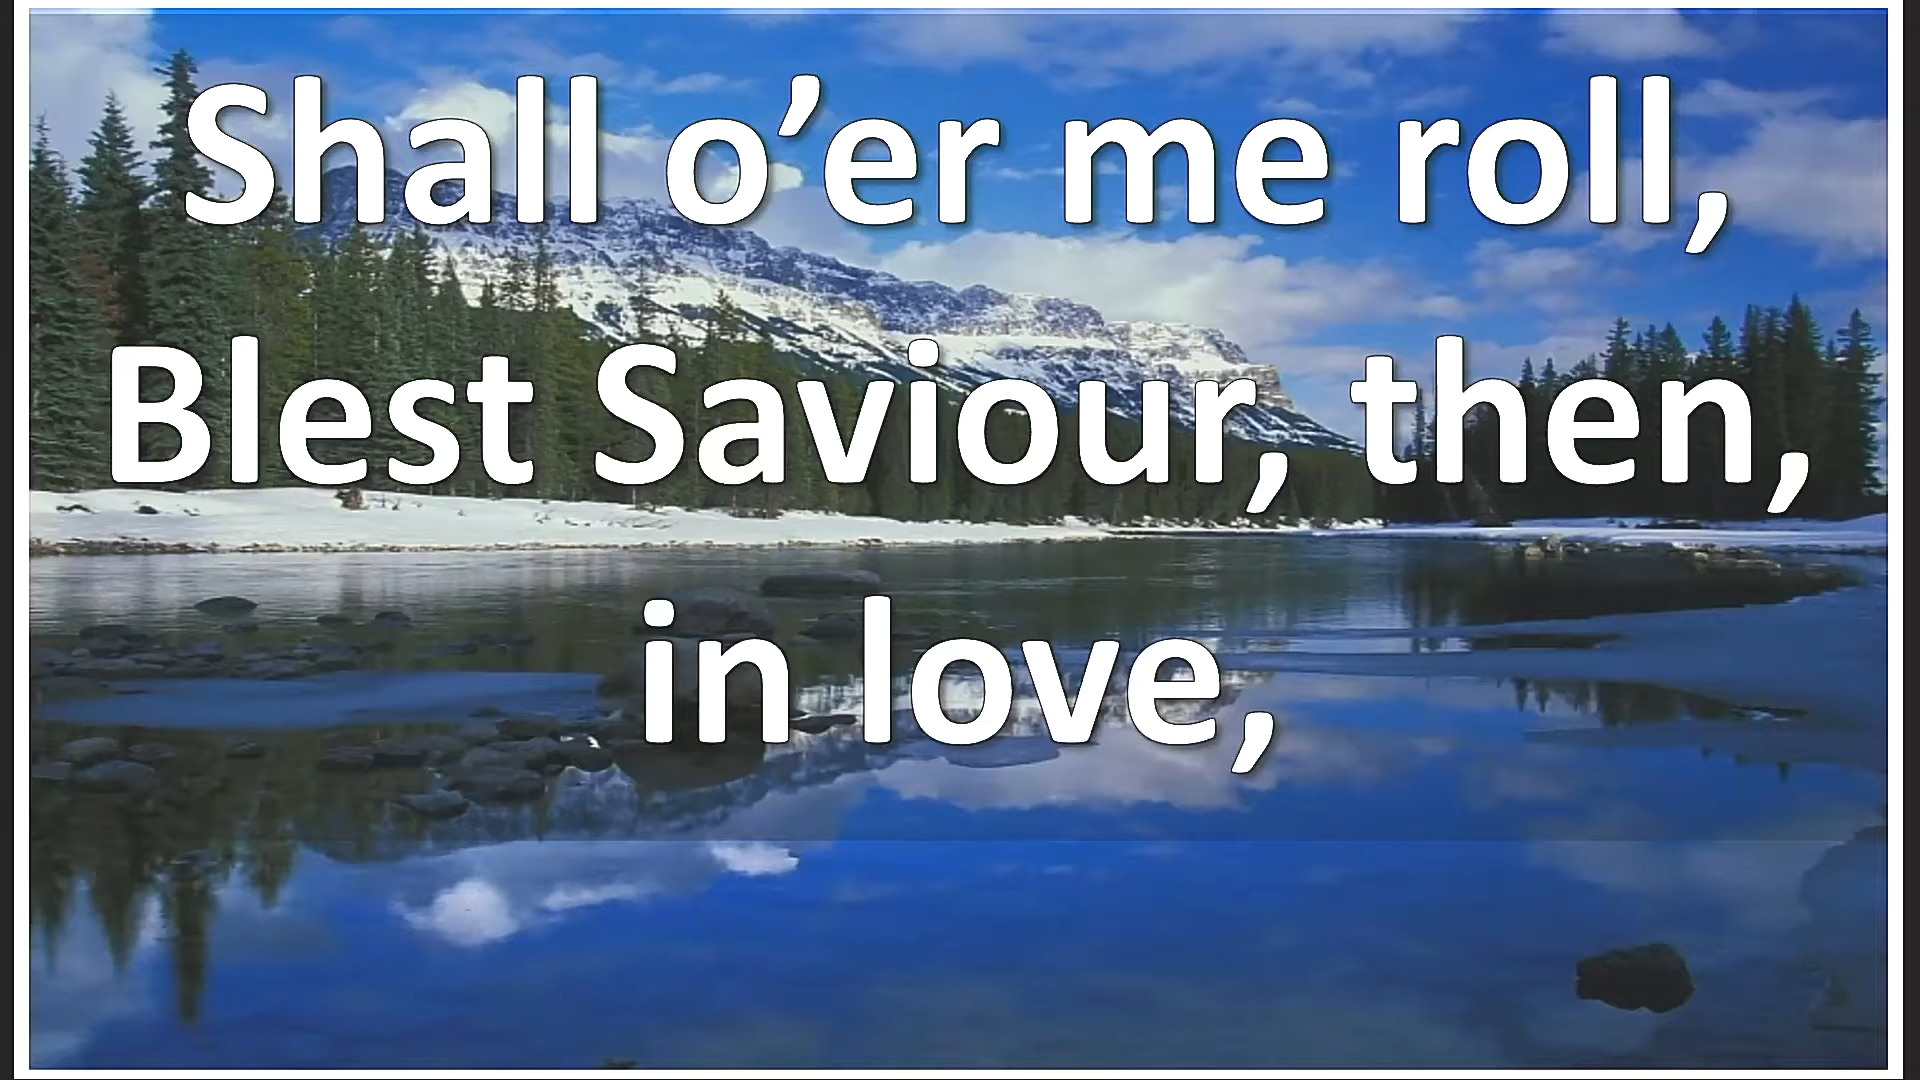 Shall o’er me roll,
Blest Saviour, then,
in love,